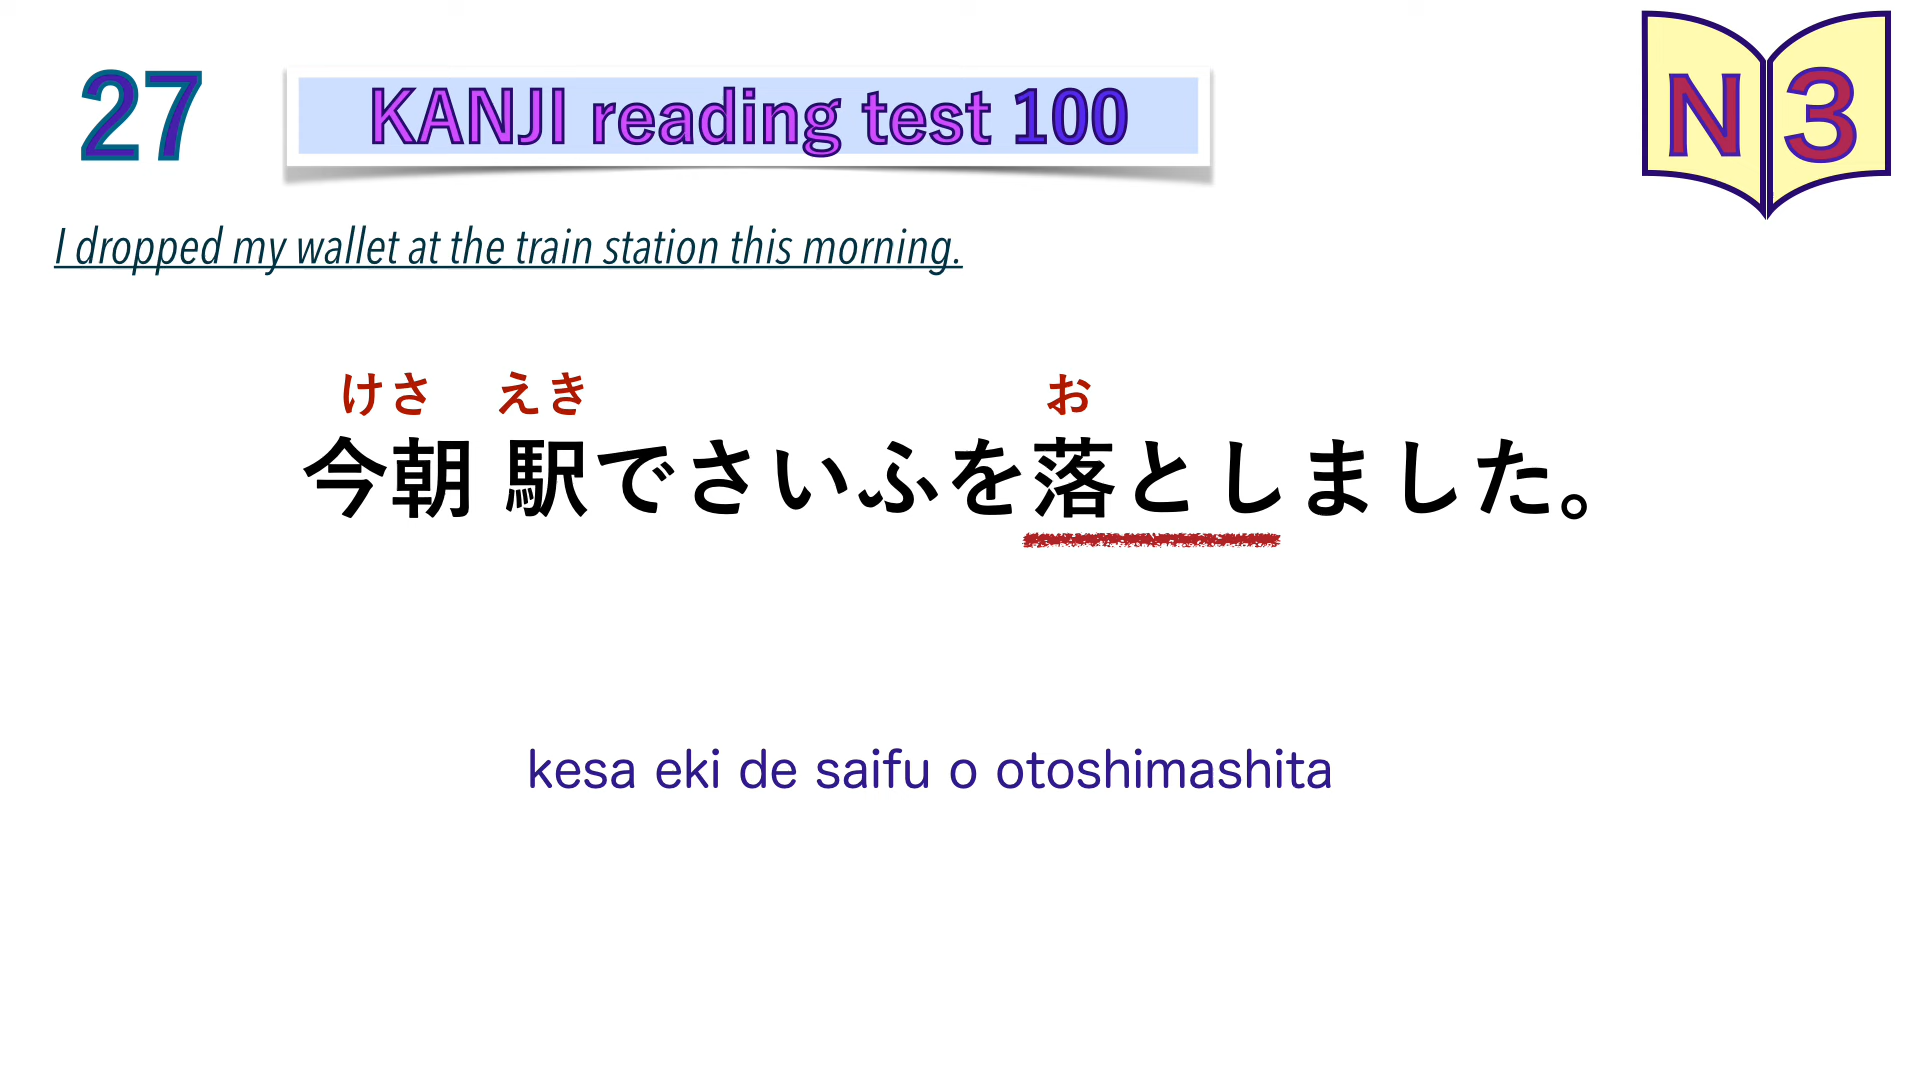 27
KANJI reading test 100
N3
I dropped my wallet at the train station this morning.
けさ えき お
今朝 駅でさいふを落としました。
kesa eki de saifu o otoshimashita